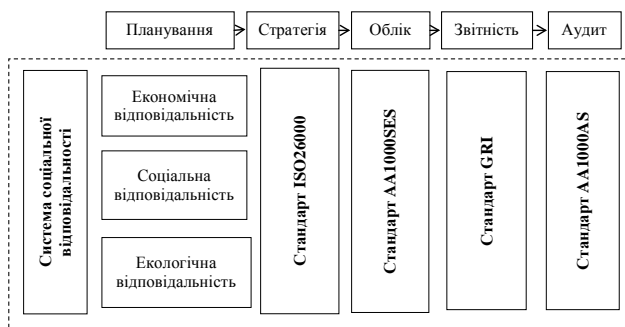 Планування
Стратегія
Облік
Звітність
Аудит
Система соціальної
відповідальності
Економічна
відповідальність
Соціальна
відповідальність
Екологічна
відповідальність
Стандарт ISO26000
Стандарт AA1000SES
Стандарт GRI
Стандарт AA1000AS